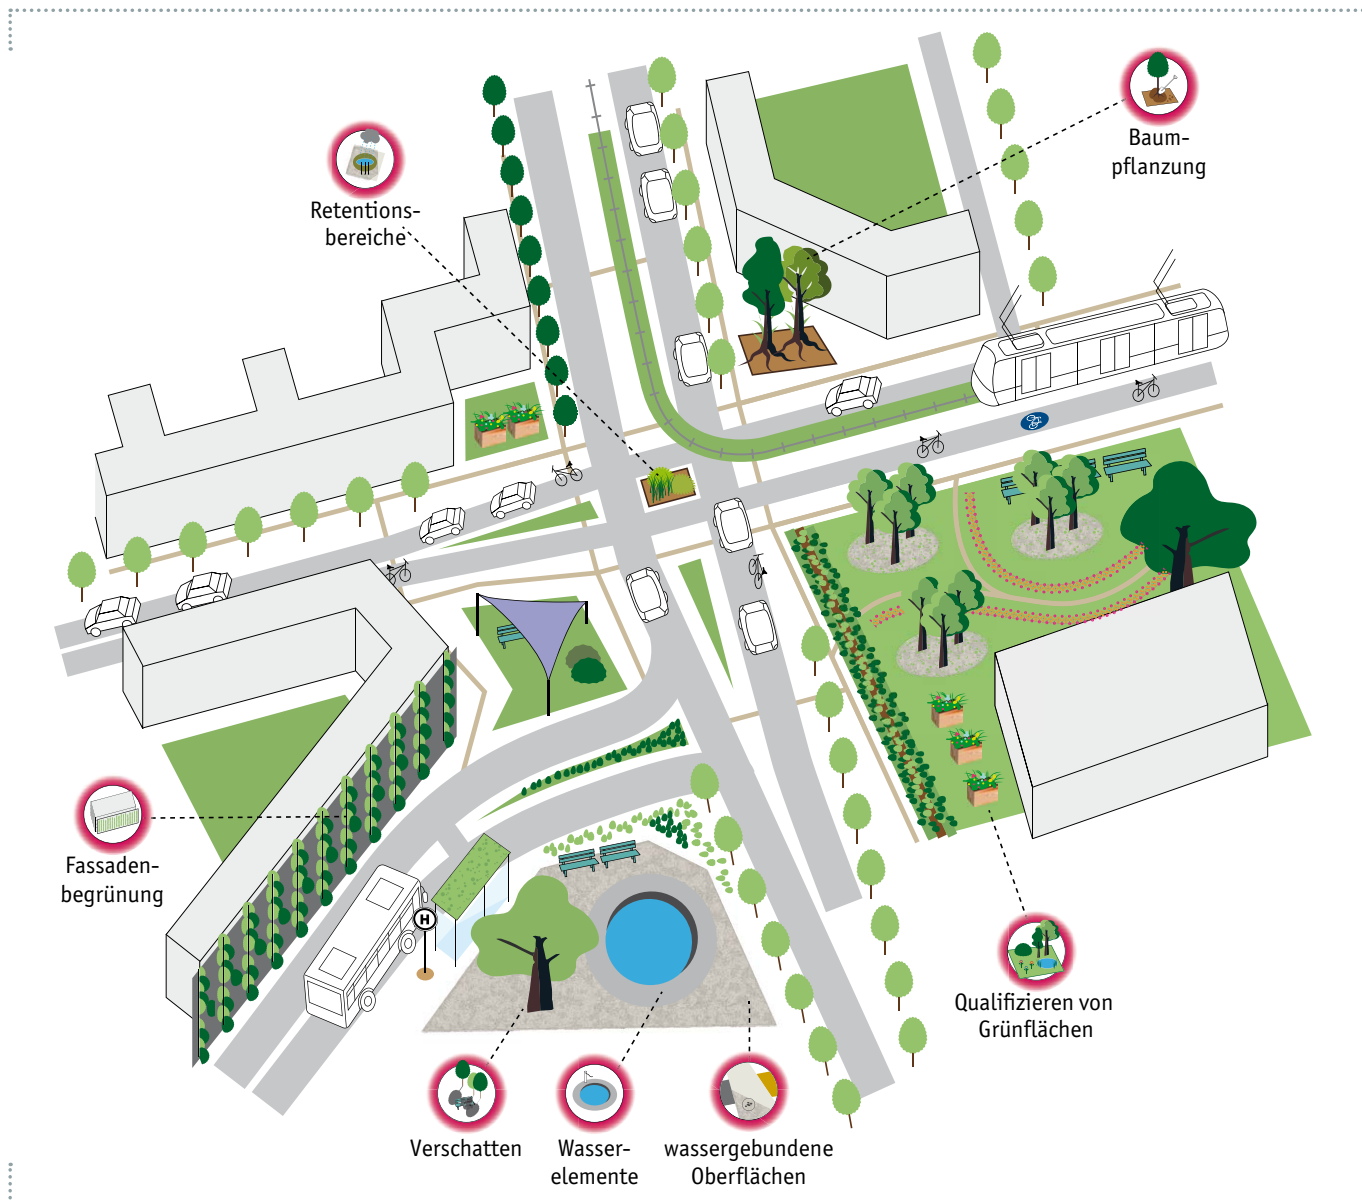 Baum-
pflanzung
Retentions-
bereiche
Fassaden-
begrünung
H
Qualifizieren von
Grünflächen
Verschatten
Wasser-
elemente
wassergebundene
Oberflächen